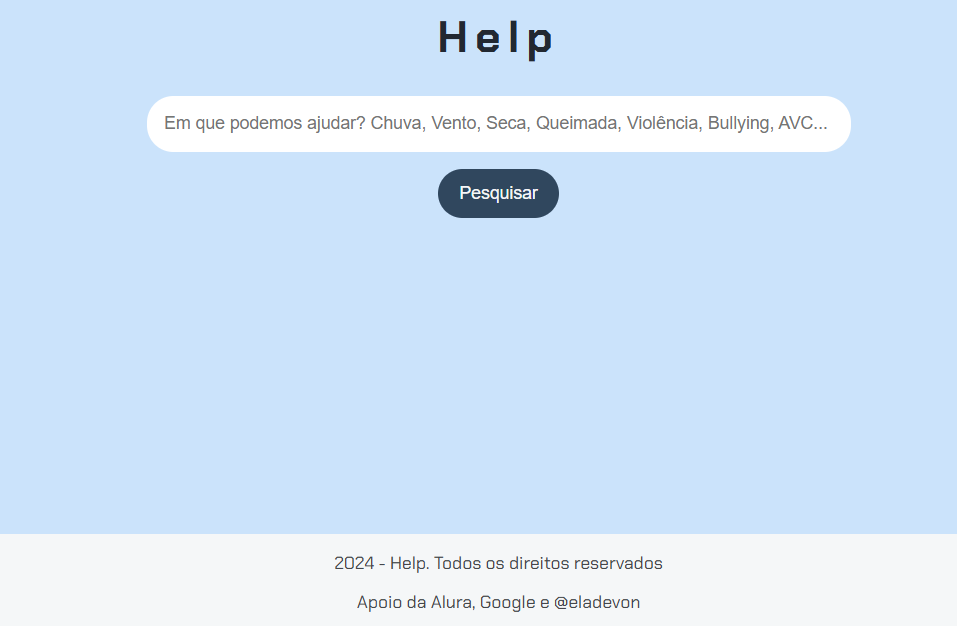 Help
Em que podemos ajudar? Chuva, Vento, Seca, Queimada, Violência, Bullying, AVC...
Pesquisar
2024 - Help. Todos os direitos reservados
Apoio da Alura, Google e @eladevon